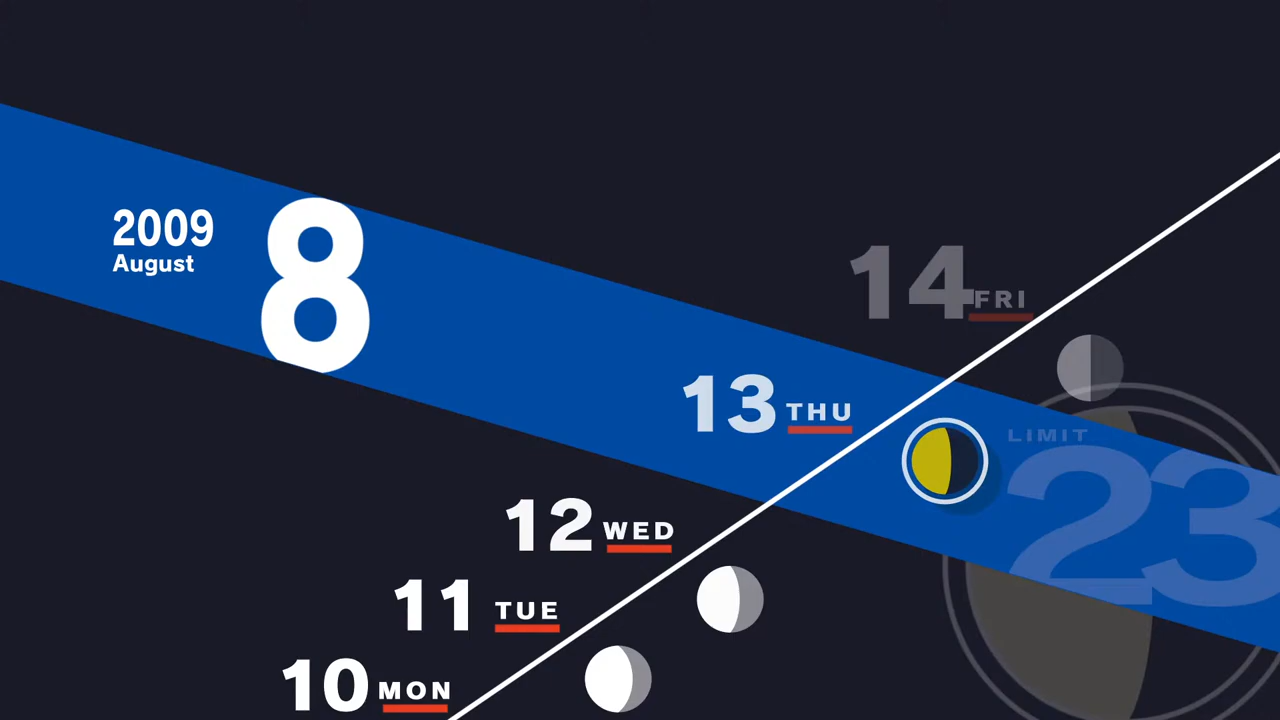 2009
August
8
14 FRI
13 THU
LIMIT
23
12 WED
11 TUE
10 MON